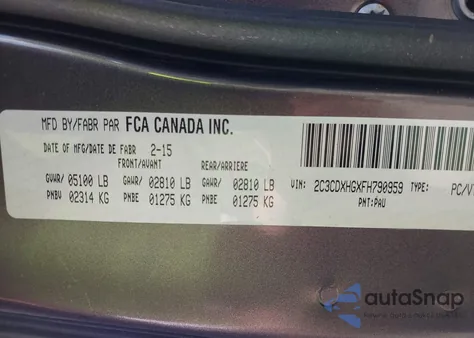 MFD BY/FABR PAR FCA CANADA INC.
DATE OF MFG/DATE DE FABR 2-15
FRONT/AVANT REAR/ARRIERE
GVWR/ 05100 LB GAWR/ 02810 LB GAWR/ 02810 LB
PNBV 02314 KG PNBE 01275 KG PNBE 01275 KG
VIN: 2C3CDXHGXFH790959 TYPE: PC/V
PNT:PAU
autoSnap